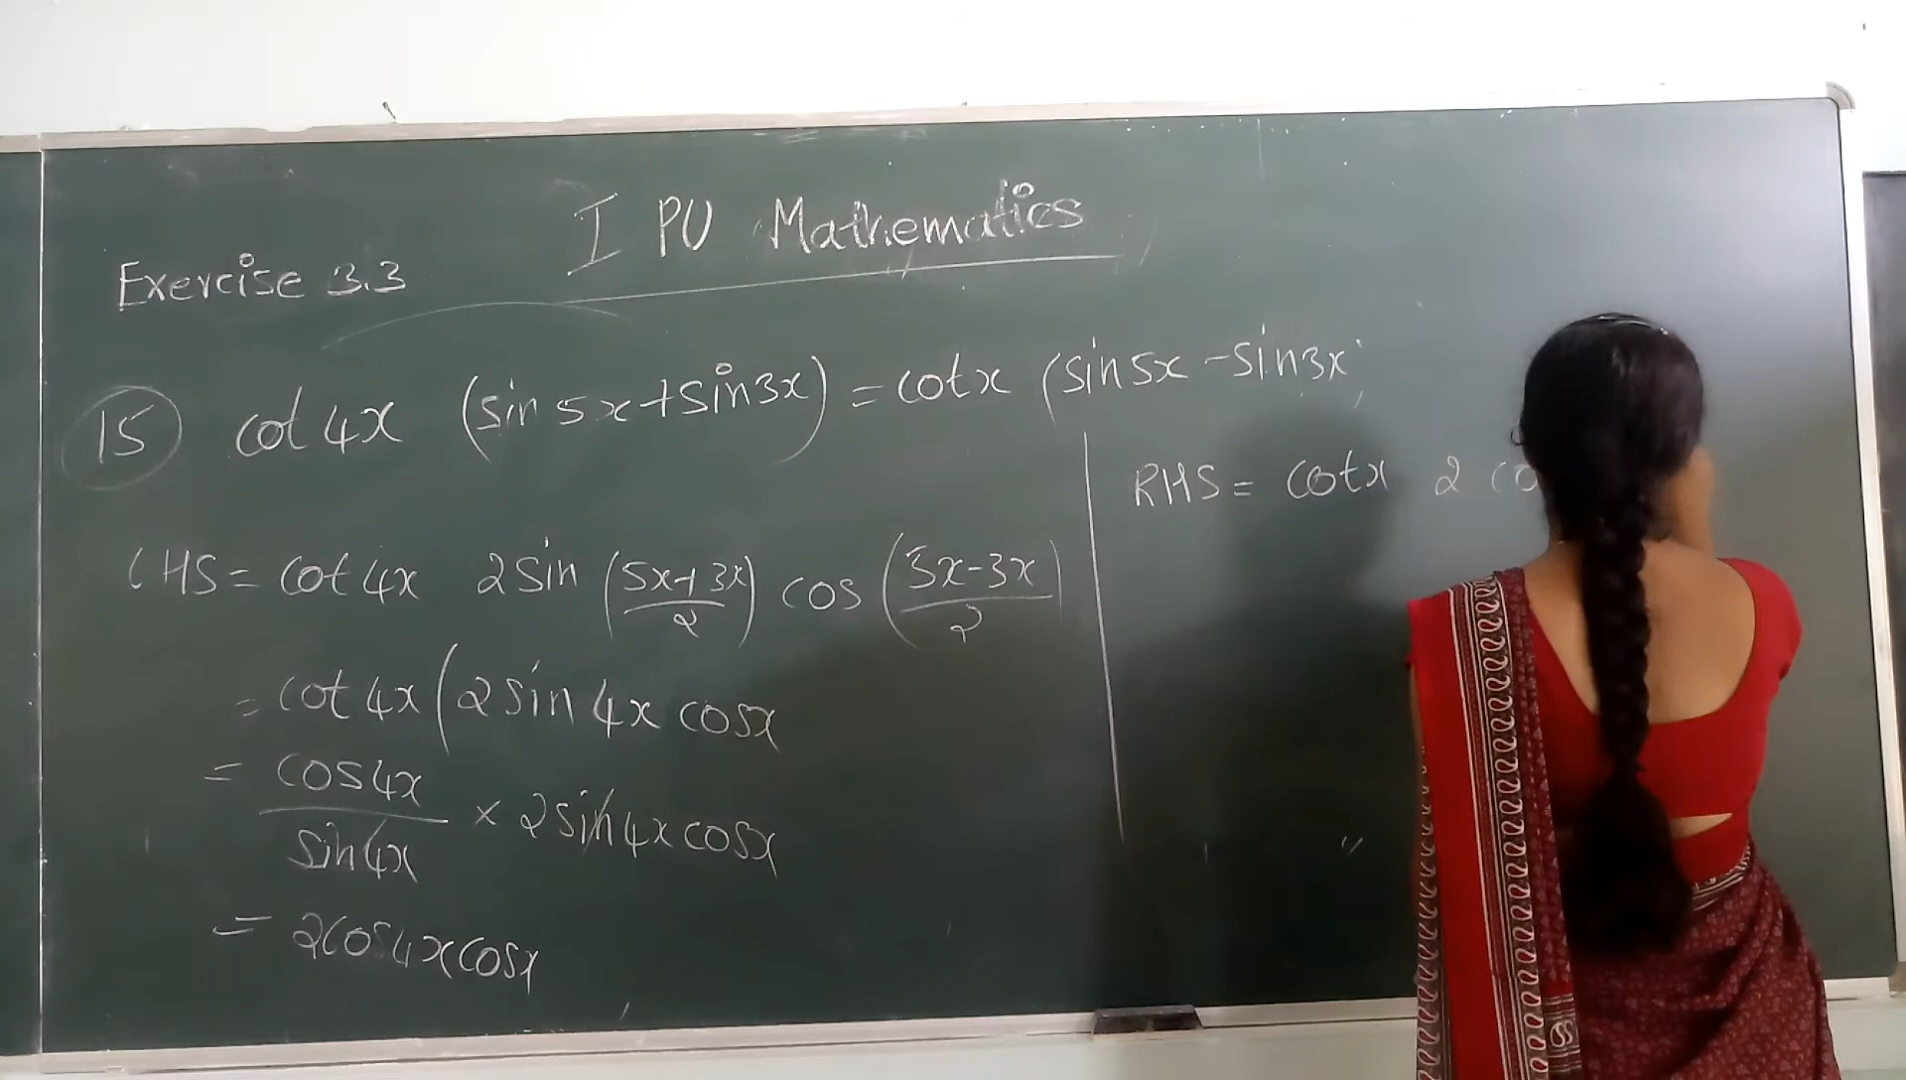 I PU Mathematics
Exercise 3.3
15 cot 4x (sin 5x + sin 3x) = cot x (sin 5x - sin 3x)
LHS = cot 4x 2 sin (5x+3x/2) cos (5x-3x/2)
= cot 4x (2 sin 4x cos x
= cos 4x/sin 4x × 2 sin 4x cos x
= 2 cos 4x cos x
RHS = cot x 2 co